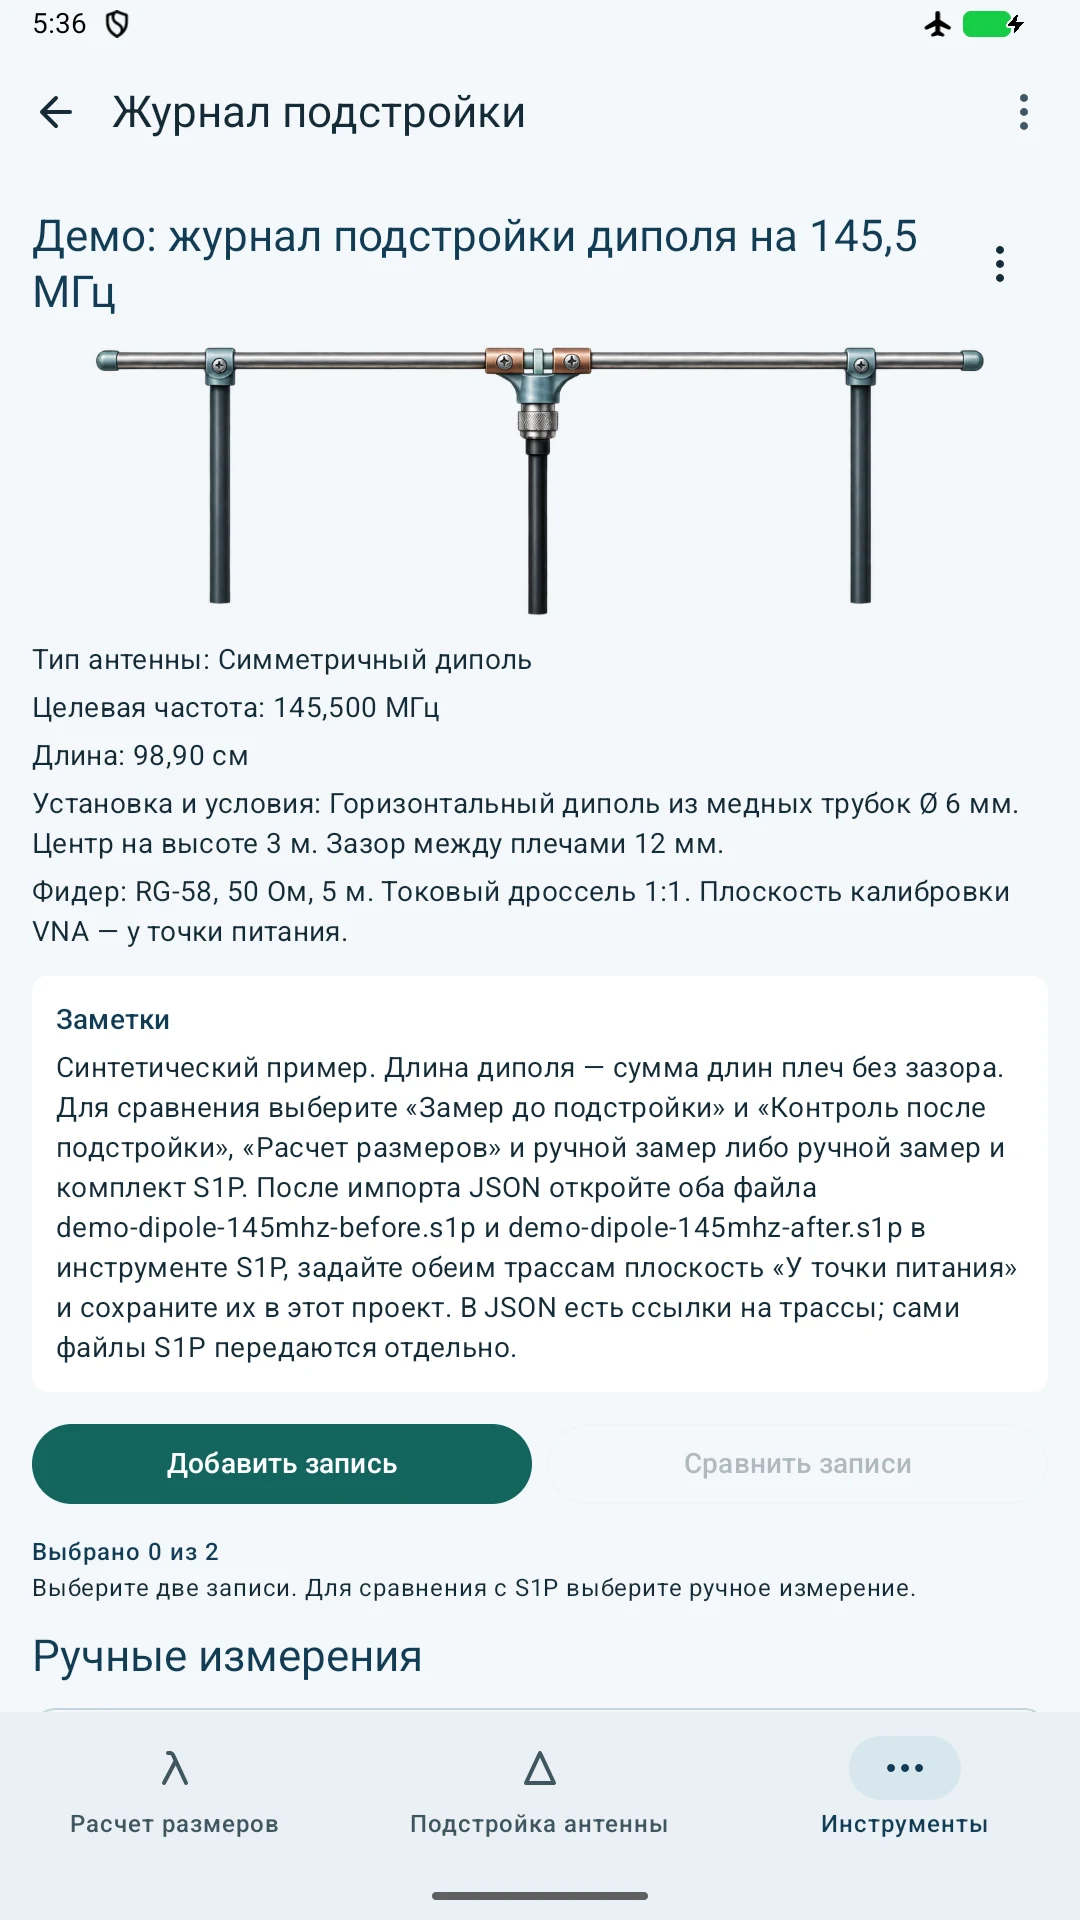 5:36
Журнал подстройки
Демо: журнал подстройки диполя на 145,5
МГц
Тип антенны: Симметричный диполь
Целевая частота: 145,500 МГц
Длина: 98,90 см
Установка и условия: Горизонтальный диполь из медных трубок Ø 6 мм.
Центр на высоте 3 м. Зазор между плечами 12 мм.
Фидер: RG-58, 50 Ом, 5 м. Токовый дроссель 1:1. Плоскость калибровки
VNA — у точки питания.
Заметки
Синтетический пример. Длина диполя — сумма длин плеч без зазора.
Для сравнения выберите «Замер до подстройки» и «Контроль после
подстройки», «Расчет размеров» и ручной замер либо ручной замер и
комплект S1P. После импорта JSON откройте оба файла
demo-dipole-145mhz-before.s1p и demo-dipole-145mhz-after.s1p в
инструменте S1P, задайте обеим трассам плоскость «У точки питания»
и сохраните их в этот проект. В JSON есть ссылки на трассы; сами
файлы S1P передаются отдельно.
Добавить запись
Сравнить записи
Выбрано 0 из 2
Выберите две записи. Для сравнения с S1P выберите ручное измерение.
Ручные измерения
λ
Δ
Расчет размеров
Подстройка антенны
Инструменты